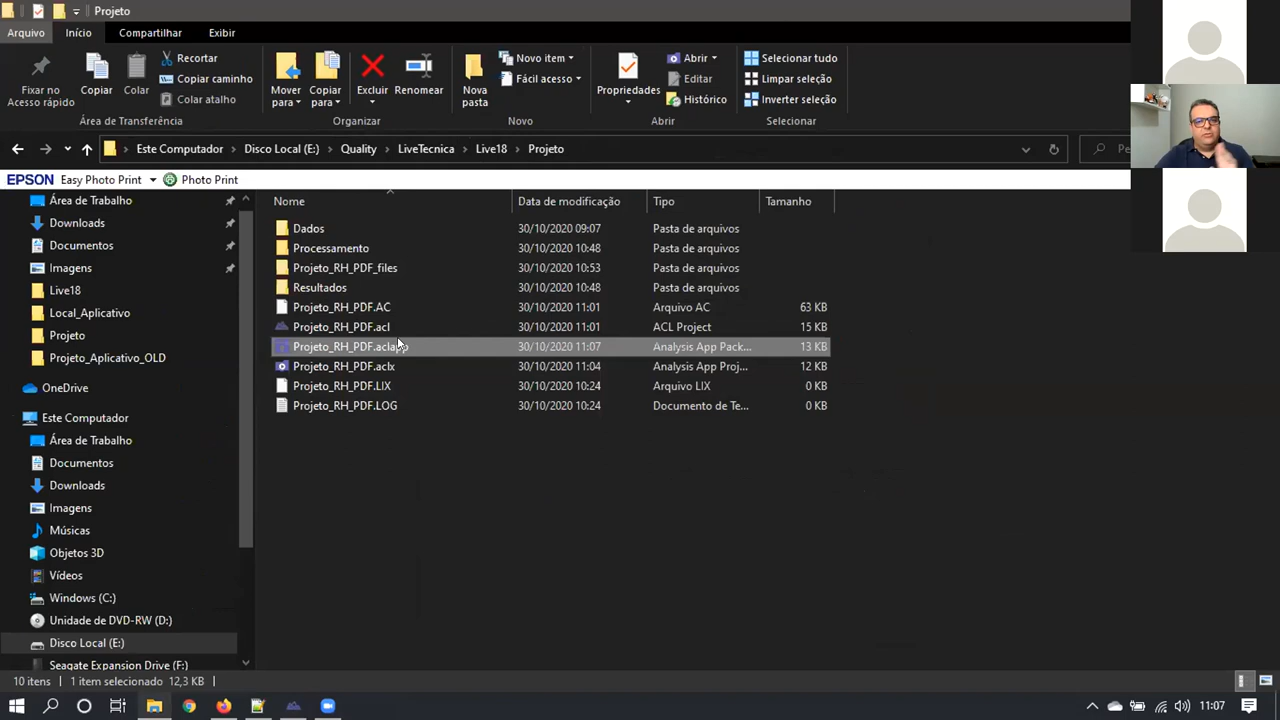 Projeto
Arquivo Início Compartilhar Exibir
Fixar no Acesso rápido
Copiar
Colar
Recortar
Copiar caminho
Colar atalho
Mover para
Copiar para
Excluir
Renomear
Nova pasta
Novo item
Fácil acesso
Propriedades
Abrir
Editar
Histórico
Selecionar tudo
Limpar seleção
Inverter seleção
Área de Transferência Organizar Novo Abrir Selecionar
Este Computador > Disco Local (E:) > Quality > LiveTecnica > Live18 > Projeto
EPSON Easy Photo Print Photo Print
Área de Trabalho
Downloads
Documentos
Imagens
Live18
Local_Aplicativo
Projeto
Projeto_Aplicativo_OLD
OneDrive
Este Computador
Área de Trabalho
Documentos
Downloads
Imagens
Músicas
Objetos 3D
Vídeos
Windows (C:)
Unidade de DVD-RW (D:)
Disco Local (E:)
Seagate Expansion Drive (F:)
Nome Data de modificação Tipo Tamanho
Dados 30/10/2020 09:07 Pasta de arquivos
Processamento 30/10/2020 10:48 Pasta de arquivos
Projeto_RH_PDF_files 30/10/2020 10:53 Pasta de arquivos
Resultados 30/10/2020 10:48 Pasta de arquivos
Projeto_RH_PDF.AC 30/10/2020 11:01 Arquivo AC 63 KB
Projeto_RH_PDF.acl 30/10/2020 11:01 ACL Project 15 KB
30/10/2020 11:07 Analysis App Pack... 13 KB
Projeto_RH_PDF.aclx 30/10/2020 11:04 Analysis App Proj... 12 KB
Projeto_RH_PDF.LIX 30/10/2020 10:24 Arquivo LIX 0 KB
Projeto_RH_PDF.LOG 30/10/2020 10:24 Documento de Te... 0 KB
10 itens 1 item selecionado 12,3 KB
11:07